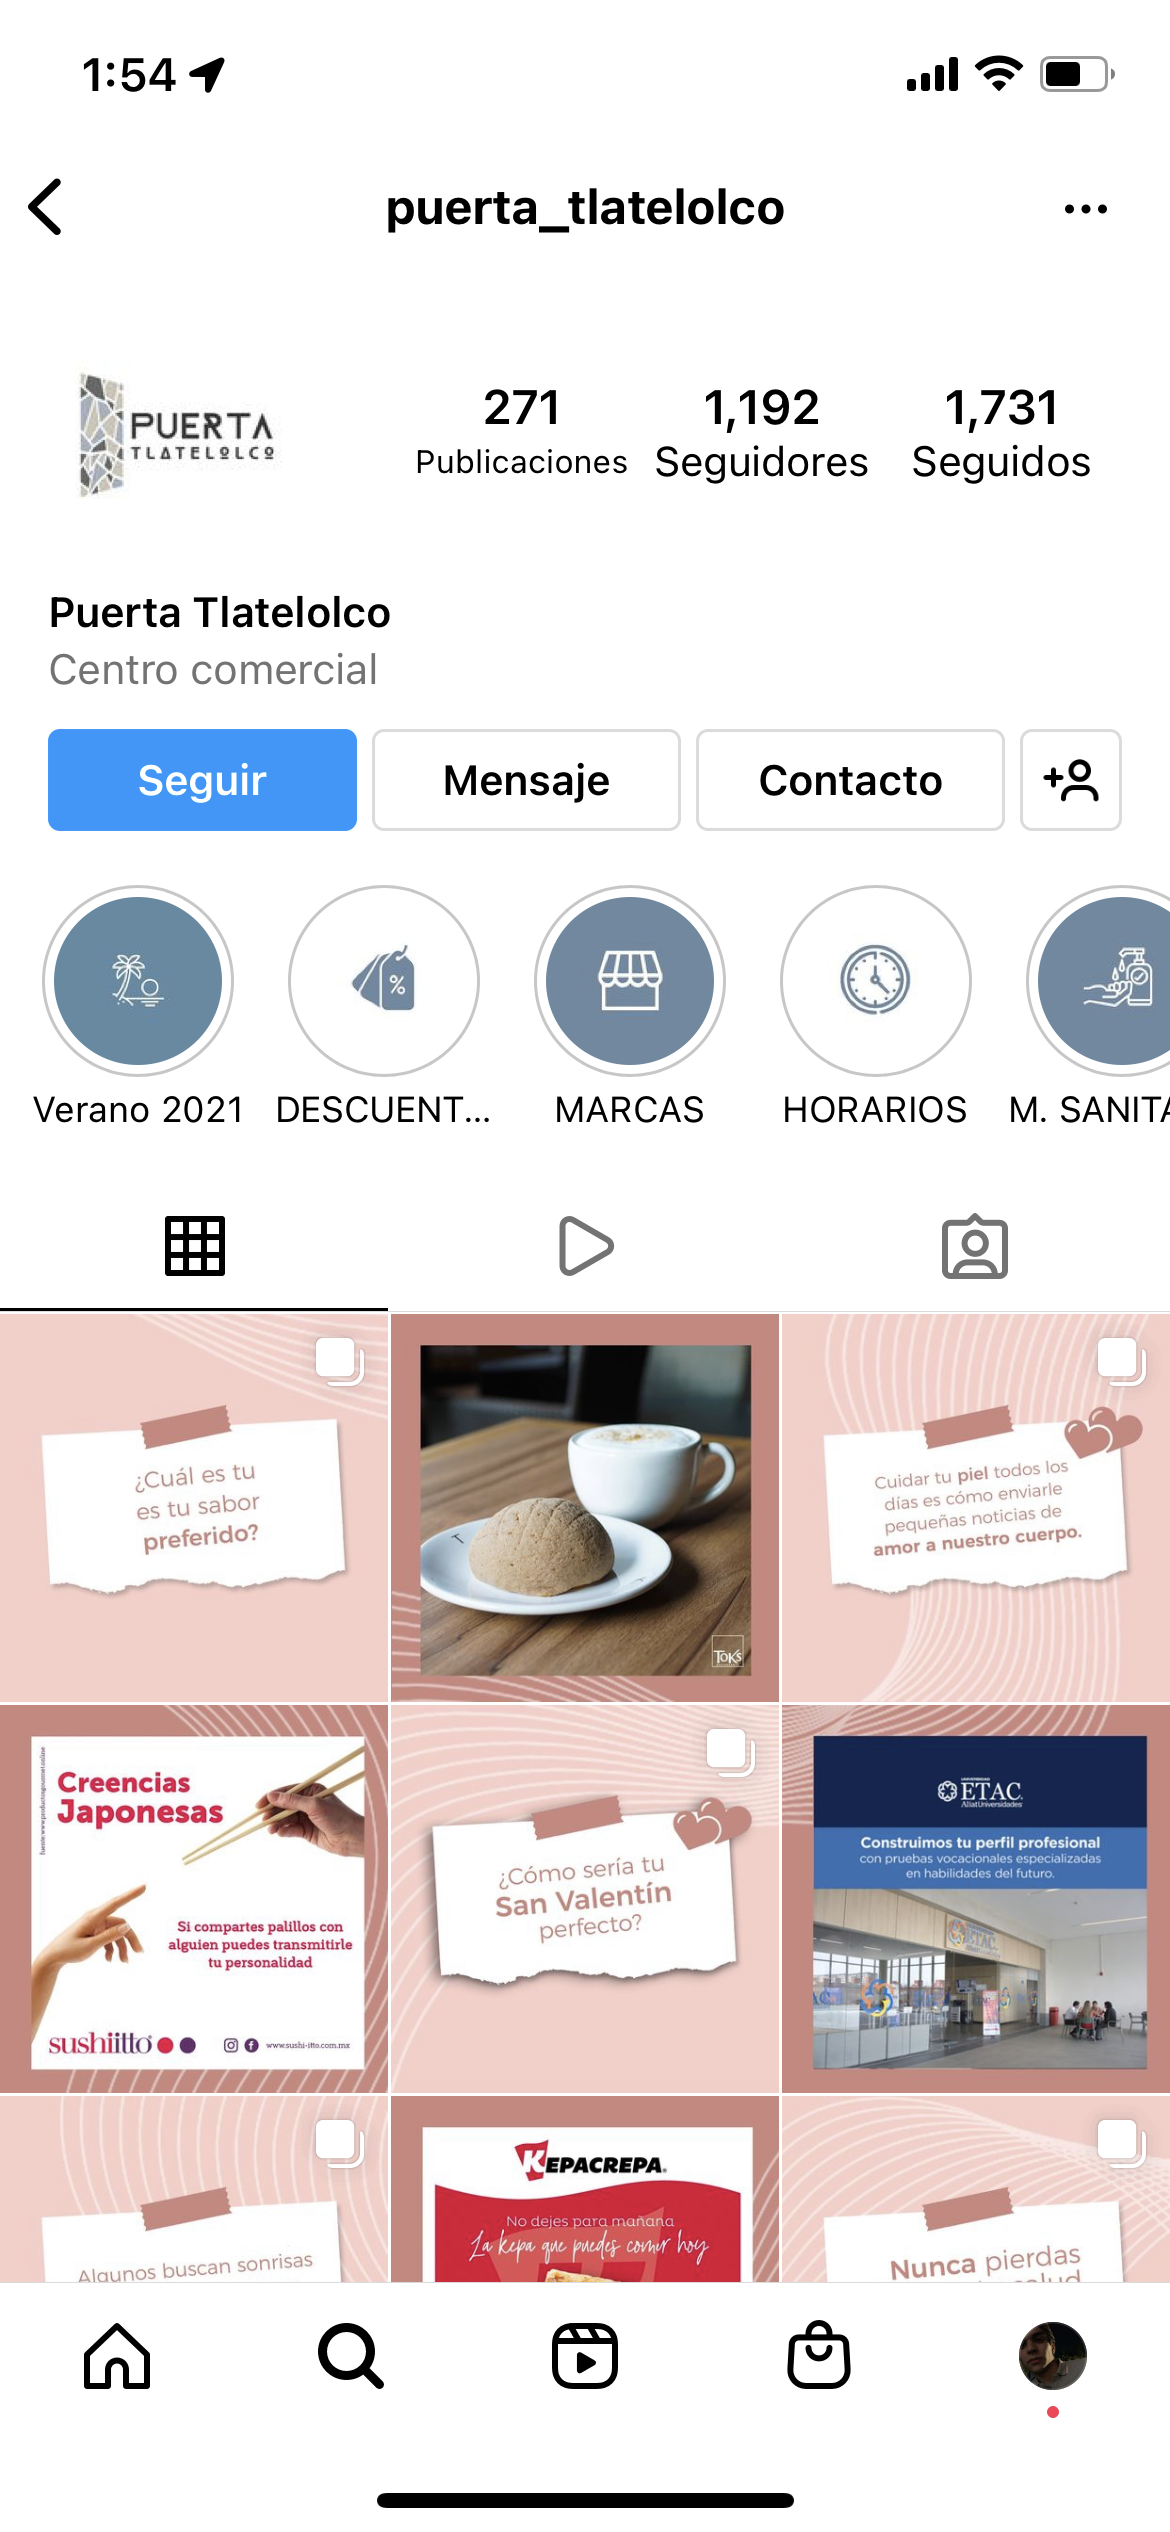 1:54
puerta_tlatelolco
PUERTA
TLATELOLCO
271
Publicaciones
1,192
Seguidores
1,731
Seguidos
Puerta Tlatelolco
Centro comercial
Seguir
Mensaje
Contacto
Verano 2021
DESCUENT...
MARCAS
HORARIOS
M. SANITA
¿Cuál es tu
es tu sabor
preferido?
TOKS
Cuidar tu piel todos los
días es cómo enviarle
pequeñas noticias de
amor a nuestro cuerpo.
Creencias
Japonesas
Si compartes palillos con
alguien puedes transmitirle
tu personalidad
sushiitto
www.sushi-itto.com.mx
¿Cómo sería tu
San Valentín
perfecto?
UNIVERSIDAD
ETAC
AliatUniversidades
Construimos tu perfil profesional
con pruebas vocacionales especializadas
en habilidades del futuro.
ETAC
Algunos buscan sonrisas
KEPACREPA
No dejes para mañana
La kepa que puedes comer hoy
Nunca pierdas
salud